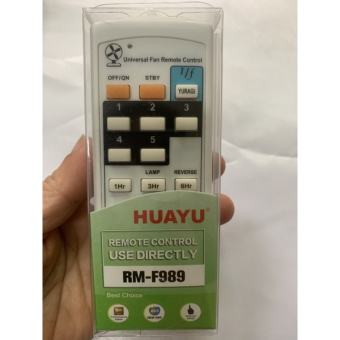 Universal Fan Remote Control
OFF/ON STBY 1/f
YURAGI
1 2 3
4 5
LAMP REVERSE
1Hr 3Hr 6Hr
HUAYU
REMOTE CONTROL
USE DIRECTLY
RM-F989
Best Choice